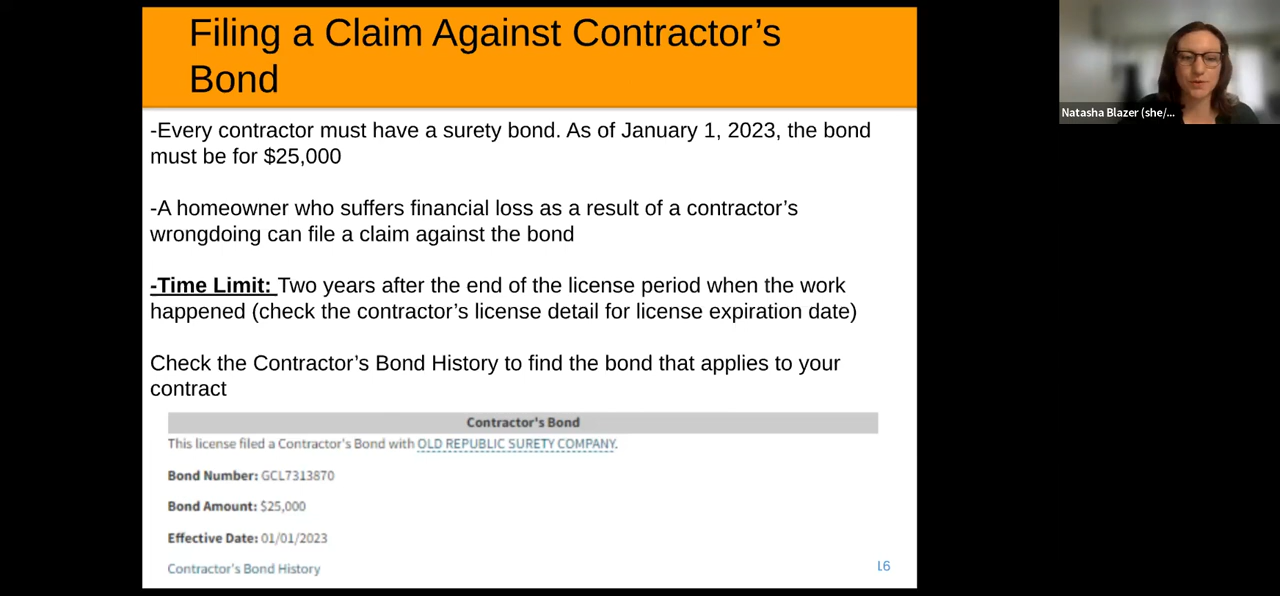 Filing a Claim Against Contractor’s
Bond
-Every contractor must have a surety bond. As of January 1, 2023, the bond
must be for $25,000
-A homeowner who suffers financial loss as a result of a contractor’s
wrongdoing can file a claim against the bond
-Time Limit: Two years after the end of the license period when the work
happened (check the contractor’s license detail for license expiration date)
Check the Contractor’s Bond History to find the bond that applies to your
contract
Contractor's Bond
This license filed a Contractor's Bond with OLD REPUBLIC SURETY COMPANY.
Bond Number: GCL7313870
Bond Amount: $25,000
Effective Date: 01/01/2023
Contractor's Bond History
16
Natasha Blazer (she/...